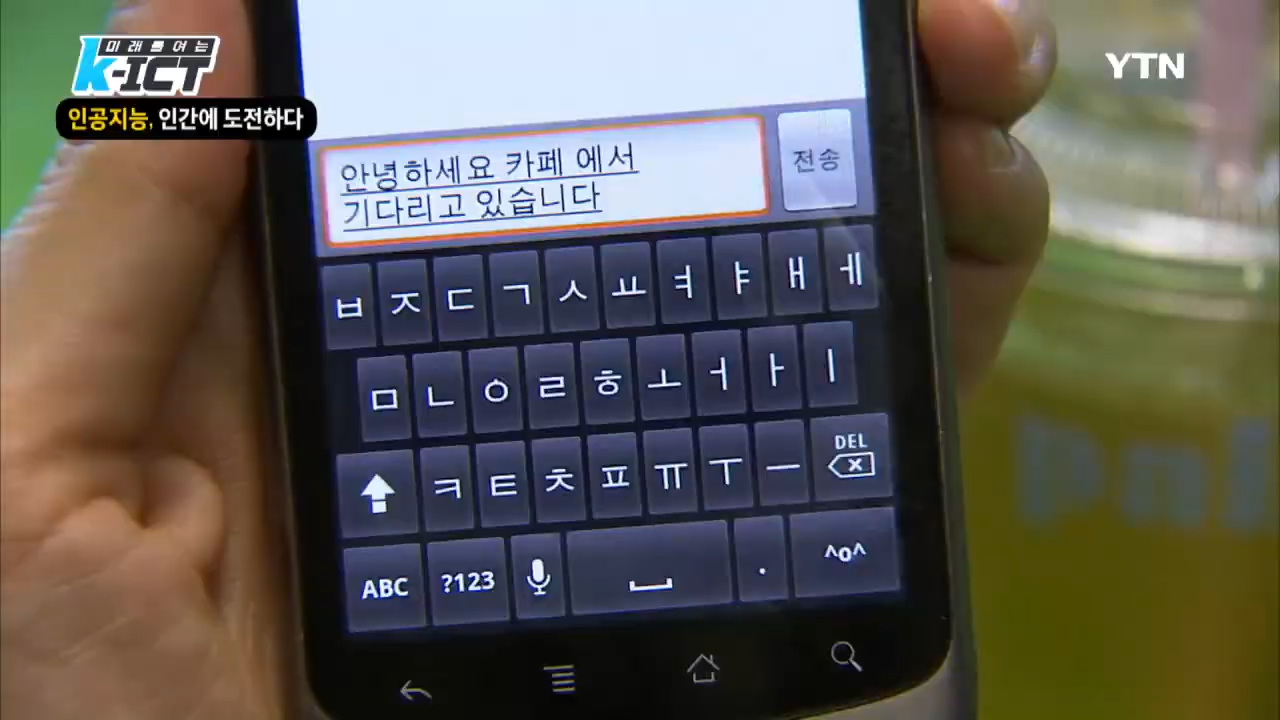 미래를여는
K-ICT
인공지능, 인간에 도전하다
YTN
안녕하세요 카페 에서
기다리고 있습니다
전송
ㅂ ㅈ ㄷ ㄱ ㅅ ㅛ ㅕ ㅑ ㅐ ㅔ
ㅁ ㄴ ㅇ ㄹ ㅎ ㅗ ㅓ ㅏ ㅣ
ㅋ ㅌ ㅊ ㅍ ㅠ ㅜ ㅡ DEL
ABC ?123 . ^o^